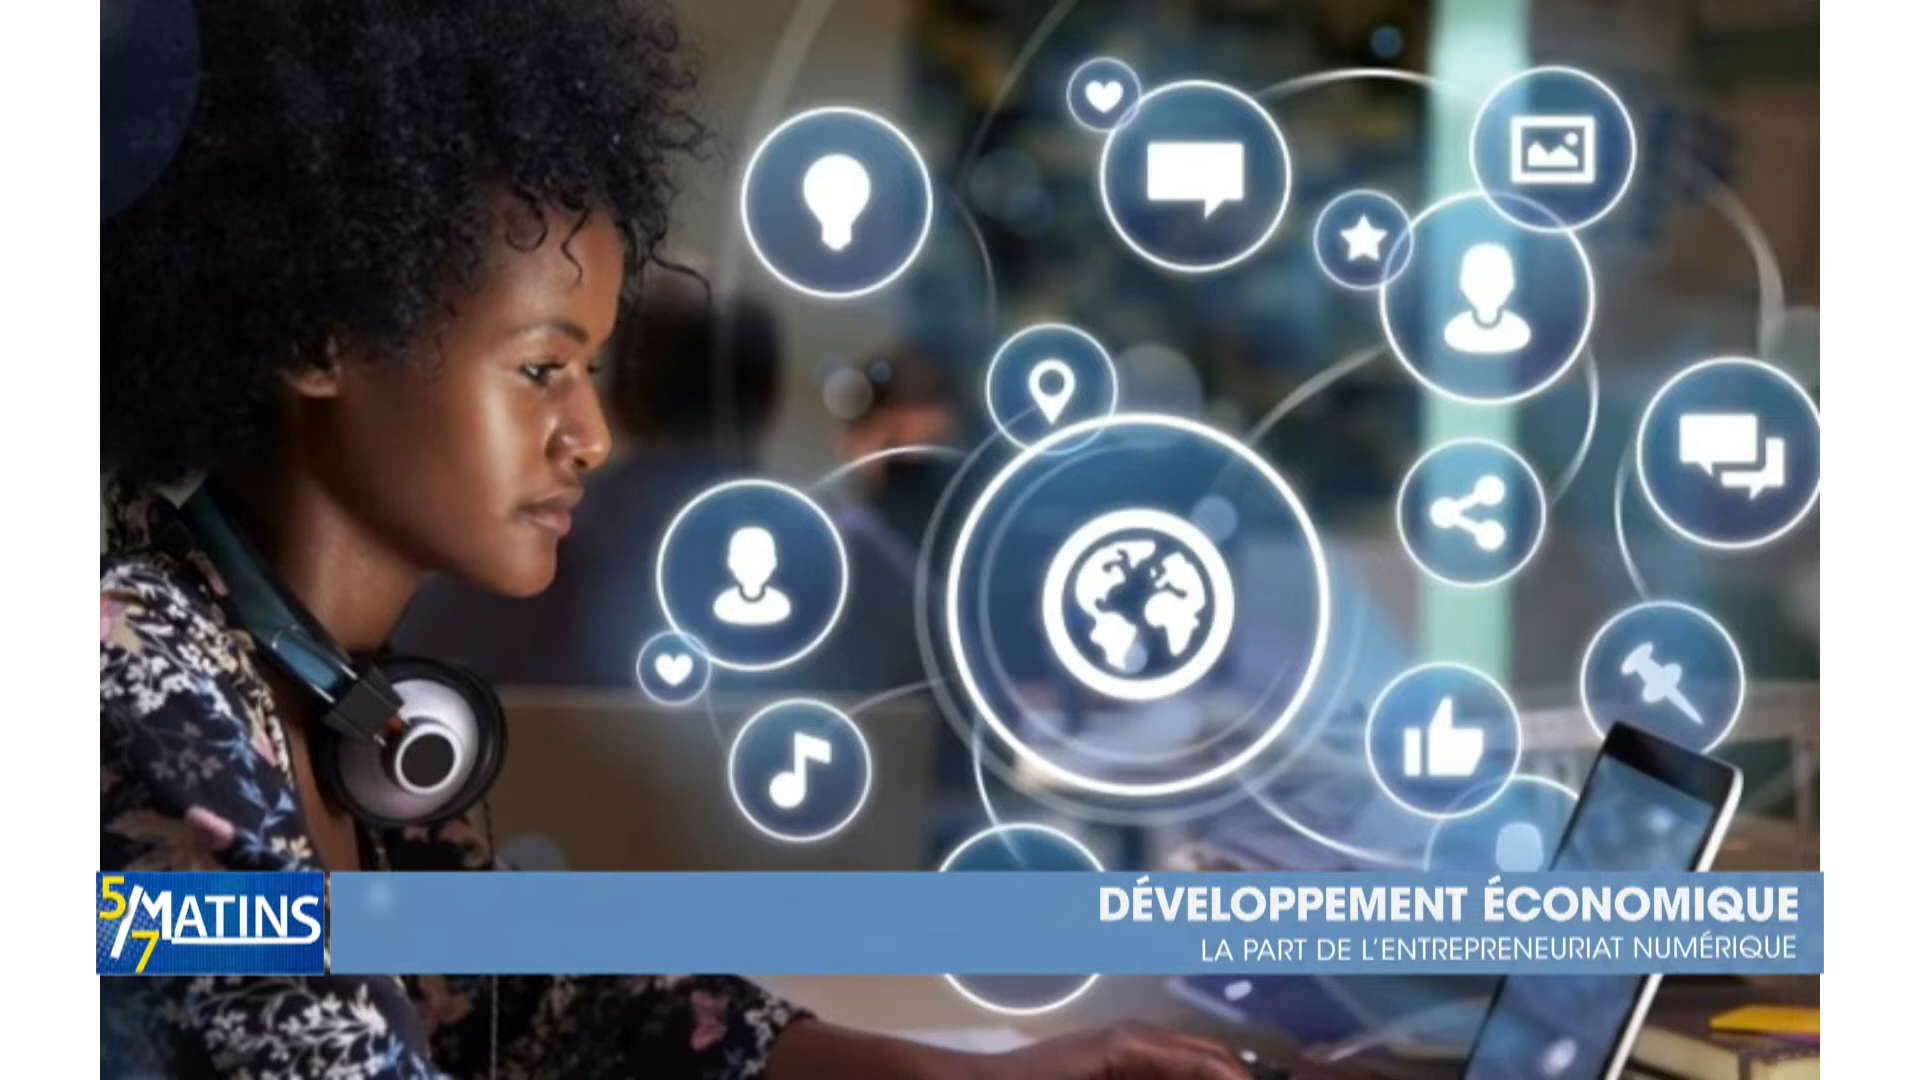 5/7 MATINS
DÉVELOPPEMENT ÉCONOMIQUE
LA PART DE L'ENTREPRENEURIAT NUMÉRIQUE